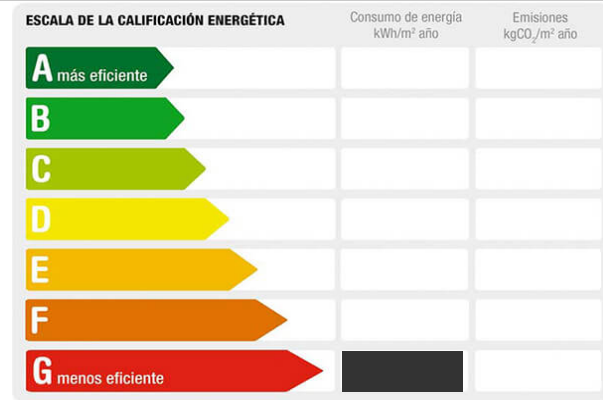 ESCALA DE LA CALIFICACIÓN ENERGÉTICA
Consumo de energía
kWh/m² año
Emisiones
kgCO₂/m² año
A más eficiente
B
C
D
E
F
G menos eficiente